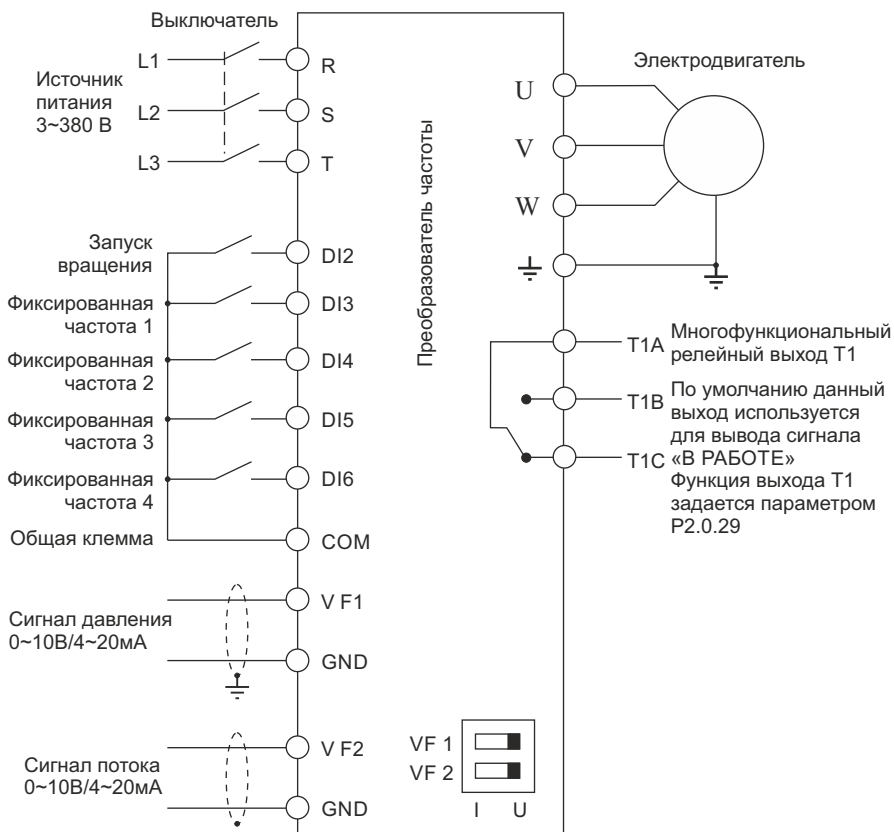 Выключатель
L1
R
Источник
питания
3~380 В
L2
S
L3
T
Запуск
вращения
DI2
Фиксированная
частота 1
DI3
Фиксированная
частота 2
DI4
Фиксированная
частота 3
DI5
Фиксированная
частота 4
DI6
Общая клемма
COM
Сигнал давления
0~10В/4~20мА
V F1
GND
Сигнал потока
0~10В/4~20мА
V F2
GND
Преобразователь частоты
VF 1
VF 2
I U
Электродвигатель
U
V
W
T1A
Многофункциональный
релейный выход T1
T1B
По умолчанию данный
выход используется
для вывода сигнала
«В РАБОТЕ»
T1C
Функция выхода T1
задается параметром
P2.0.29